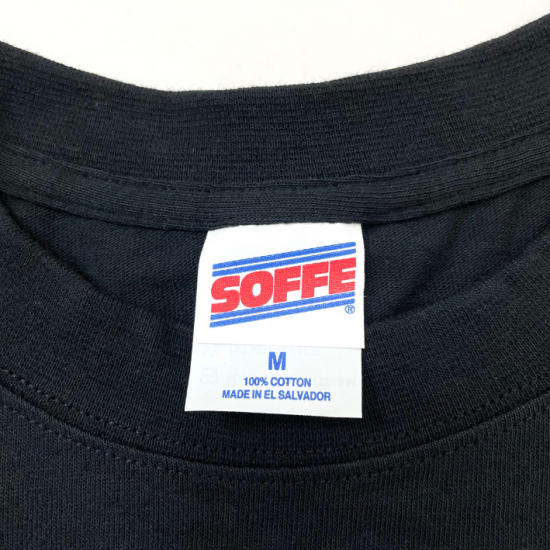 SOFFE
®
M
100% COTTON
MADE IN EL SALVADOR